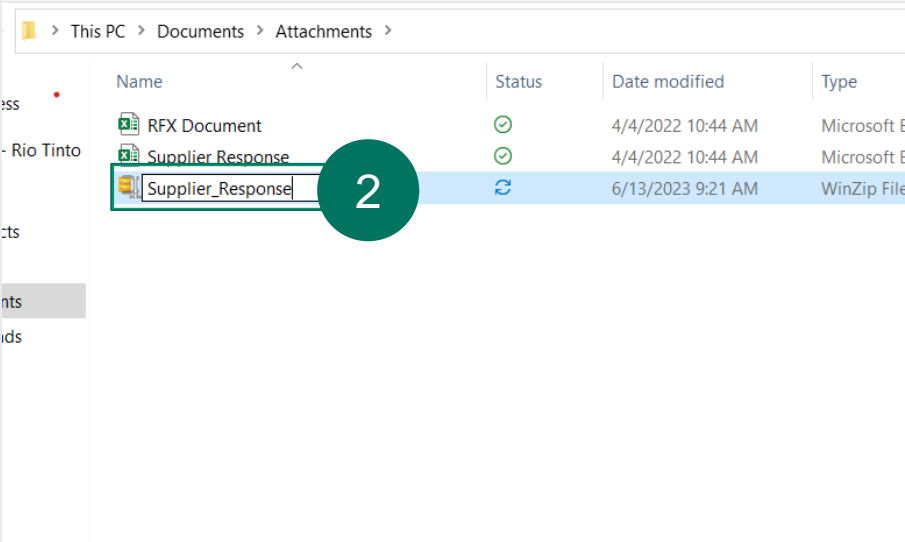 This PC > Documents > Attachments >
Name Status Date modified Type
ess
RFX Document 4/4/2022 10:44 AM Microsoft E
- Rio Tinto
Supplier Response 4/4/2022 10:44 AM Microsoft E
Supplier_Response 2 6/13/2023 9:21 AM WinZip File
cts
nts
ads